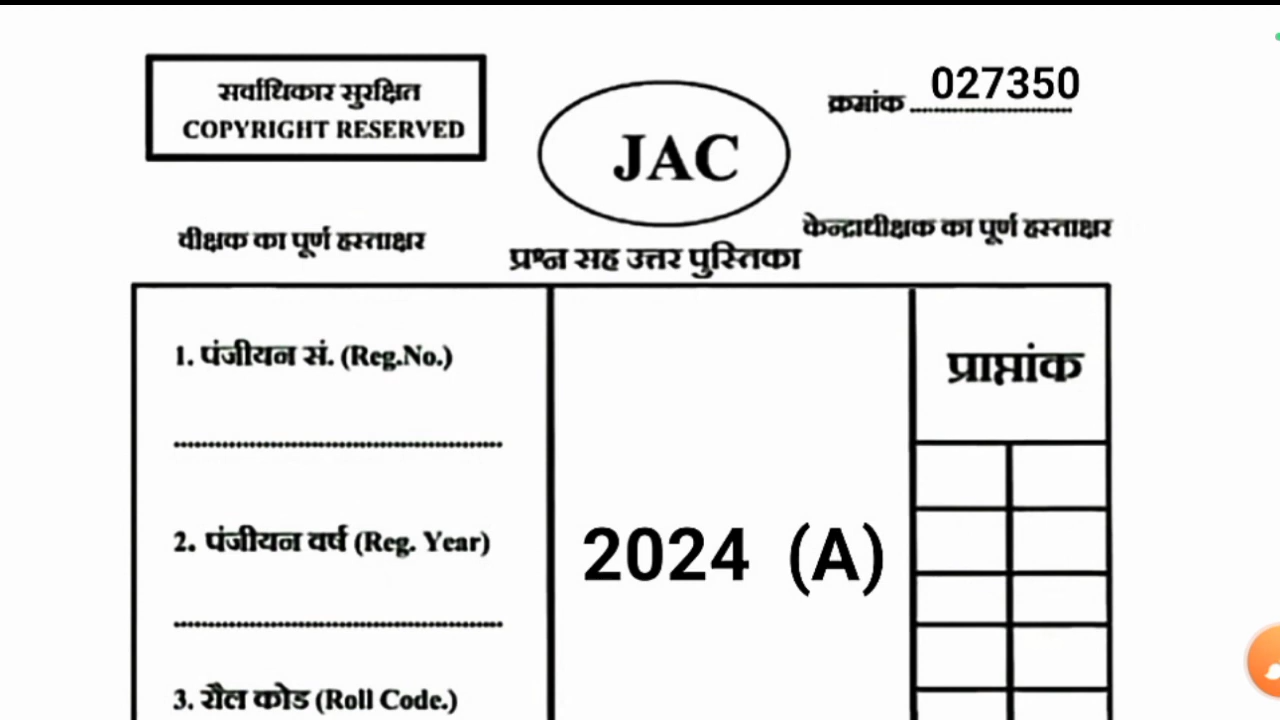 सर्वाधिकार सुरक्षित
COPYRIGHT RESERVED
JAC
क्रमांक 027350
वीक्षक का पूर्ण हस्ताक्षर
प्रश्न सह उत्तर पुस्तिका
केन्द्राधीक्षक का पूर्ण हस्ताक्षर
1. पंजीयन सं. (Reg.No.)
2. पंजीयन वर्ष (Reg. Year)
3. रौल कोड (Roll Code.)
2024 (A)
प्राप्तांक